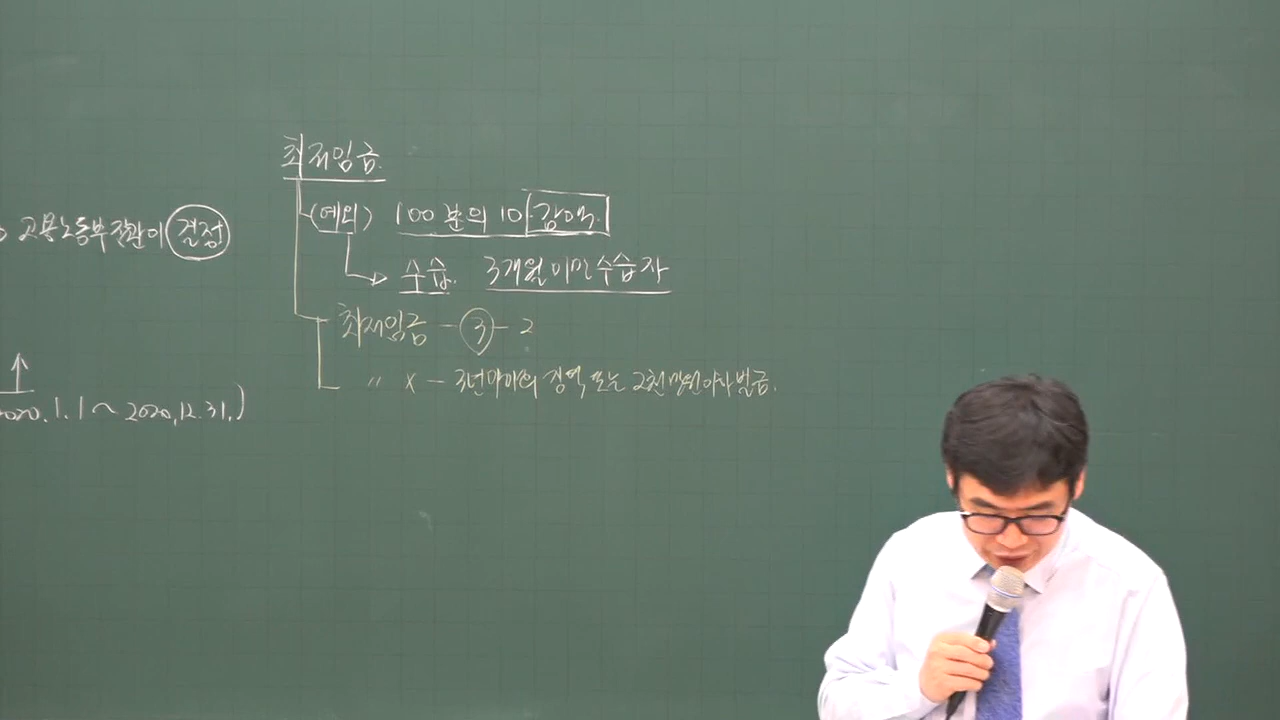 고용노동부장관이 결정
2020.1.1 ~ 2020.12.31.)
최저임금.
(예외) 100분의 10 감액.
수습. 3개월 이만 수습자
최저임금 - ③ - 2
〃 x - 3년 이하의 징역 또는 2천만원이하 벌금.